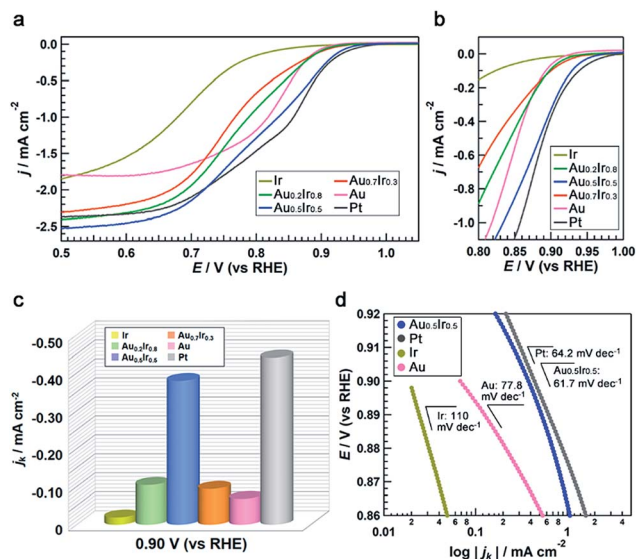 a
0.0
-0.5
-1.0
-1.5
-2.0
-2.5
j / mA cm⁻²
Ir
Au0.2Ir0.8
Au0.5Ir0.5
Au0.7Ir0.3
Au
Pt
0.5 0.6 0.7 0.8 0.9 1.0
E / V (vs RHE)
b
0.0
-0.2
-0.4
-0.6
-0.8
-1.0
j / mA cm⁻²
Ir
Au0.2Ir0.8
Au0.5Ir0.5
Au0.7Ir0.3
Au
Pt
0.80 0.85 0.90 0.95 1.00
E / V (vs RHE)
c
-0.50
-0.40
-0.30
-0.20
-0.10
0
jk / mA cm⁻²
Ir
Au0.2Ir0.8
Au0.5Ir0.5
Au0.7Ir0.3
Au
Pt
0.90 V (vs RHE)
d
0.92
0.91
0.90
0.89
0.88
0.87
0.86
E / V (vs RHE)
Au0.5Ir0.5
Pt
Ir
Au
Pt: 64.2 mV dec⁻¹
Au0.5Ir0.5:
61.7 mV dec⁻¹
Au: 77.8
mV dec⁻¹
Ir: 110
mV dec⁻¹
0.01 2 4 6 8 0.1 2 4 6 8 1 2 4
log | jk | / mA cm⁻²